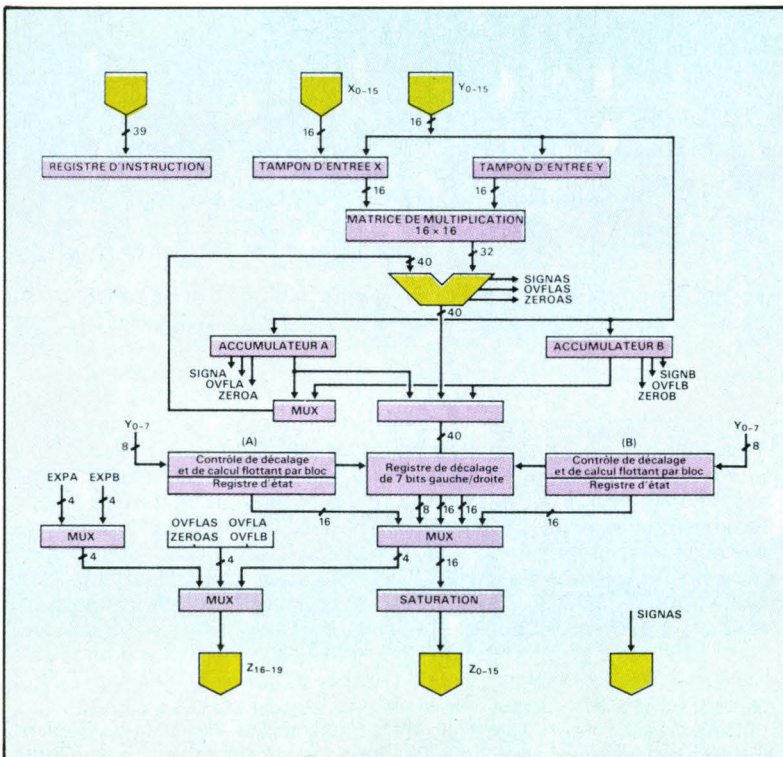 X0-15
Y0-15
39
16
16
REGISTRE D'INSTRUCTION
TAMPON D'ENTREE X
TAMPON D'ENTREE Y
16
16
MATRICE DE MULTIPLICATION
16 × 16
40
32
SIGNAS
OVFLAS
ZEROAS
40
ACCUMULATEUR A
ACCUMULATEUR B
SIGNA
OVFLA
ZEROA
SIGNB
OVFLB
ZEROB
MUX
40
Y0-7
8
(A)
Contrôle de décalage
et de calcul flottant par bloc
Registre d'état
Registre de décalage
de 7 bits gauche/droite
(B)
Contrôle de décalage
et de calcul flottant par bloc
Registre d'état
Y0-7
8
EXPA
EXPB
4
4
16
8
16
16
16
MUX
4
OVFLAS
OVFLA
ZEROAS
OVFLB
4
MUX
4
16
MUX
SATURATION
SIGNAS
Z16-19
Z0-15